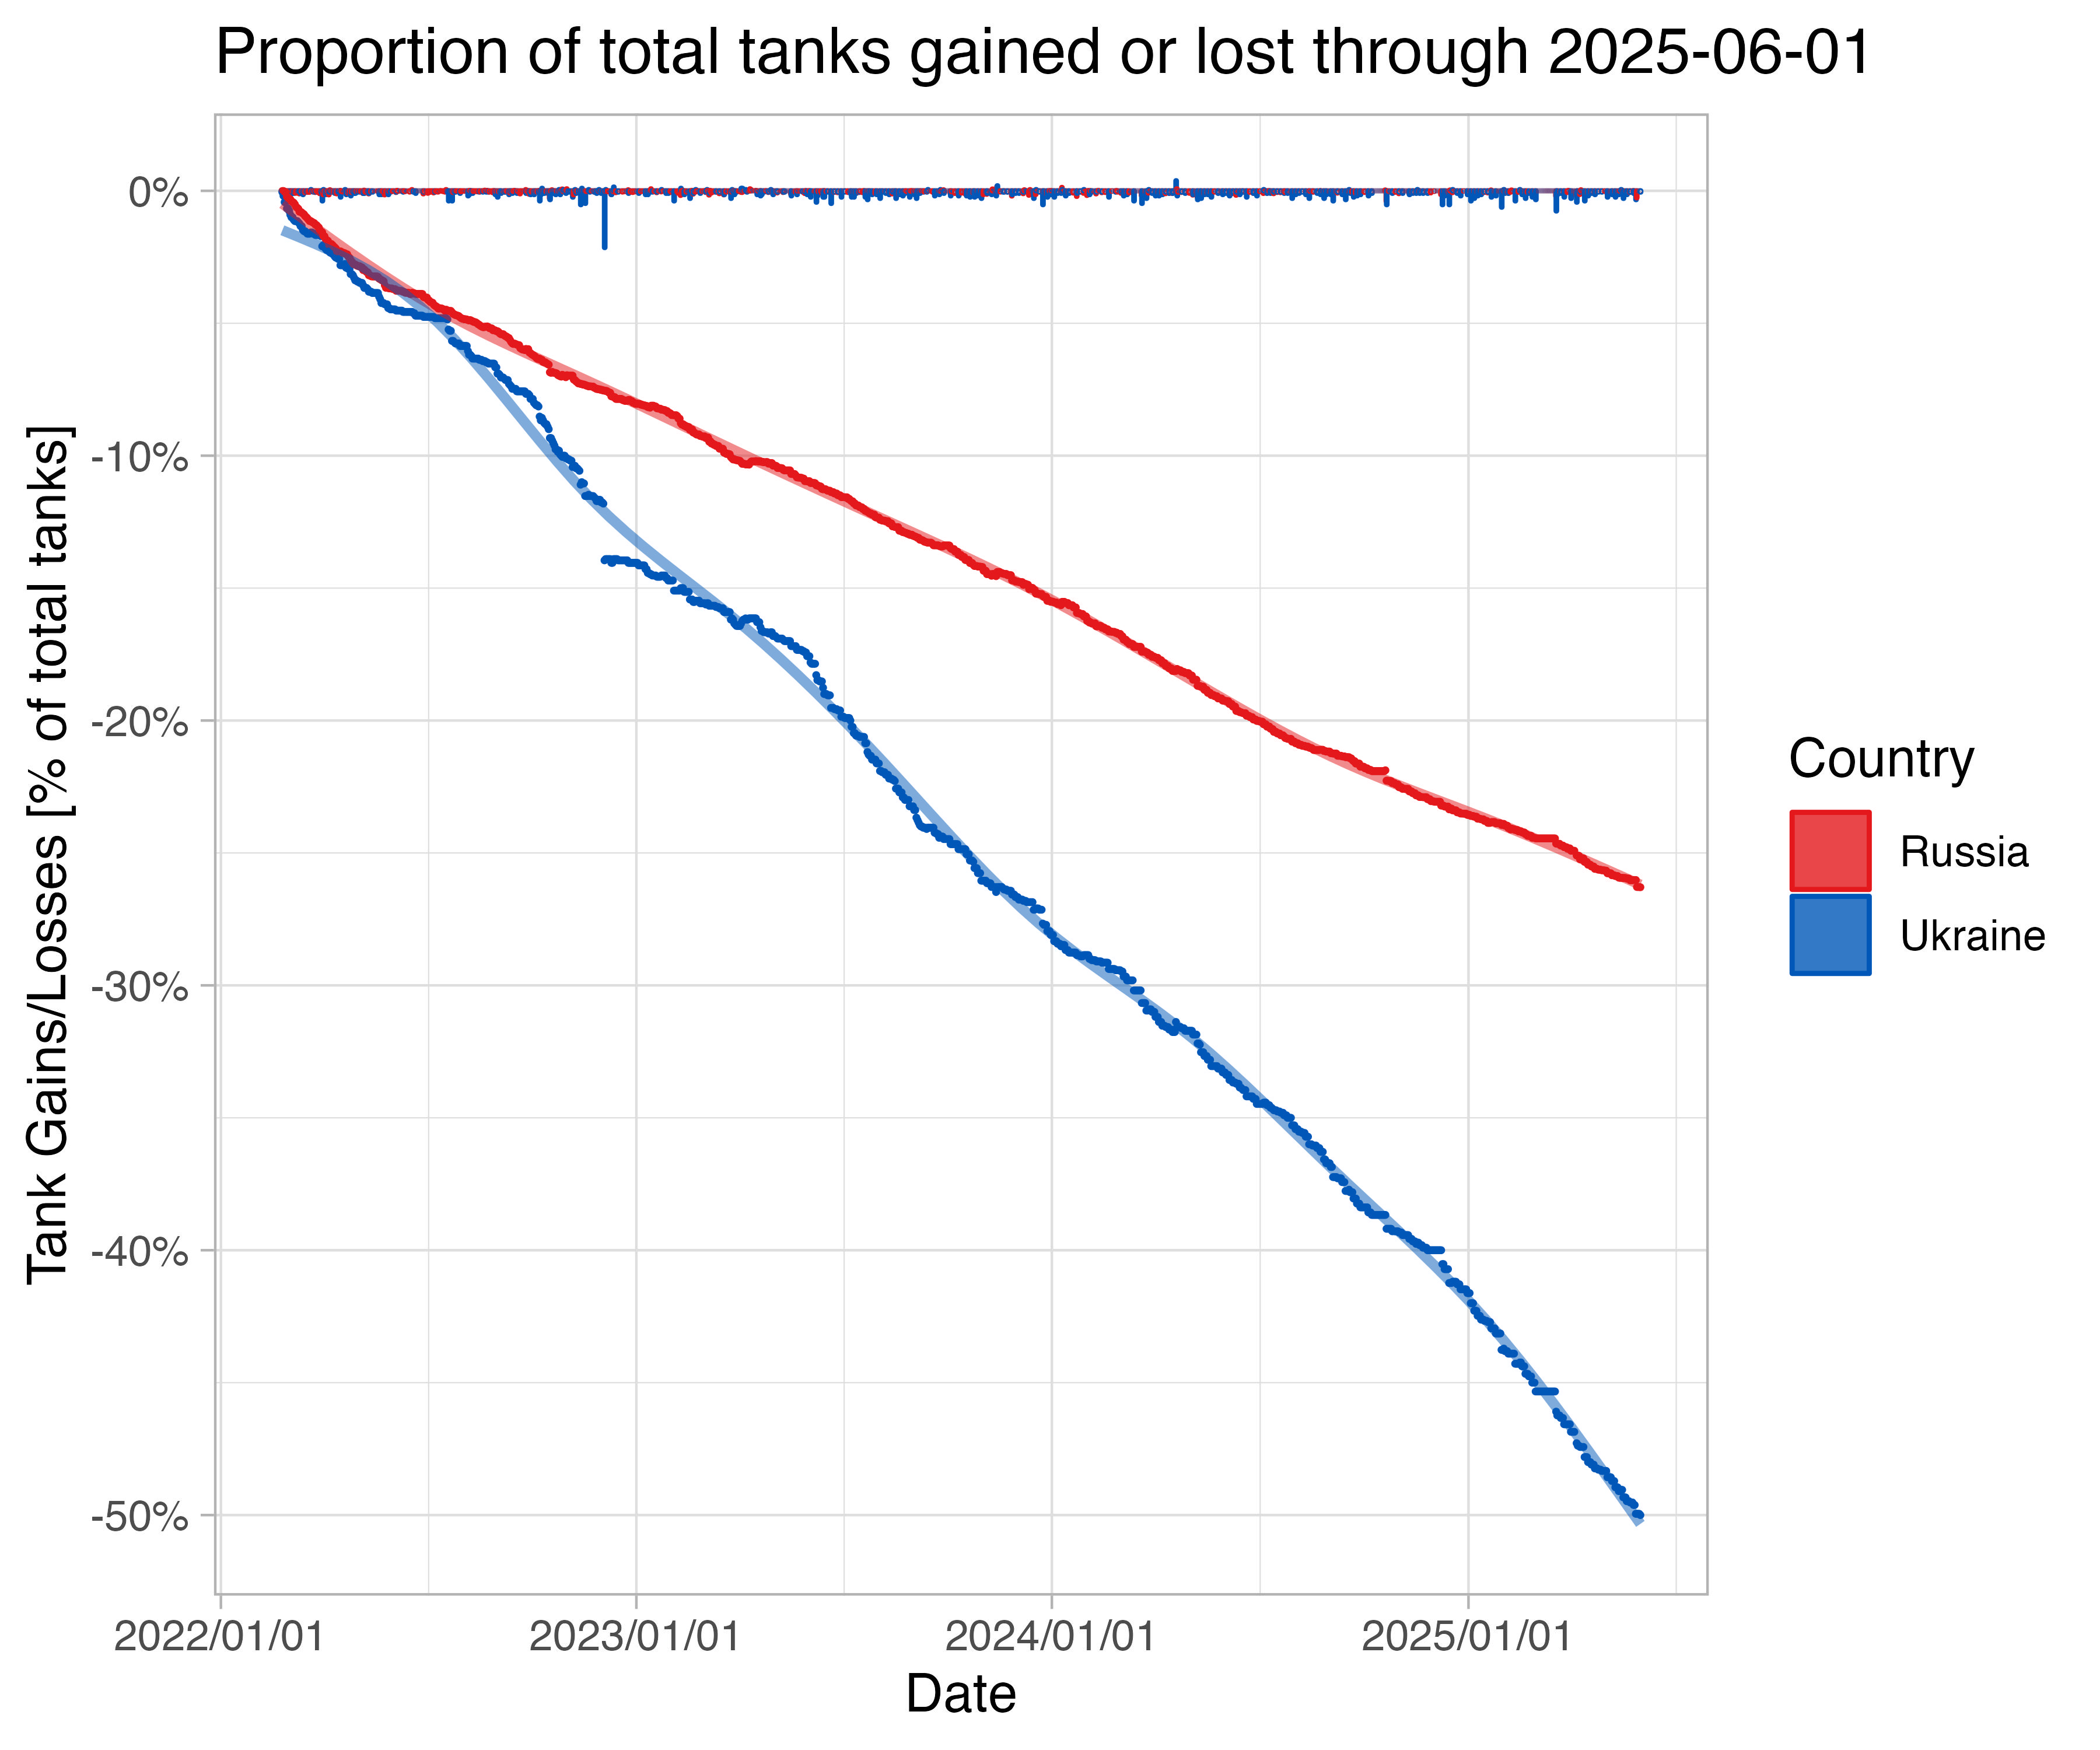 Proportion of total tanks gained or lost through 2025-06-01
Tank Gains/Losses [% of total tanks]
0%
-10%
-20%
-30%
-40%
-50%
2022/01/01
2023/01/01
2024/01/01
2025/01/01
Date
Country
Russia
Ukraine